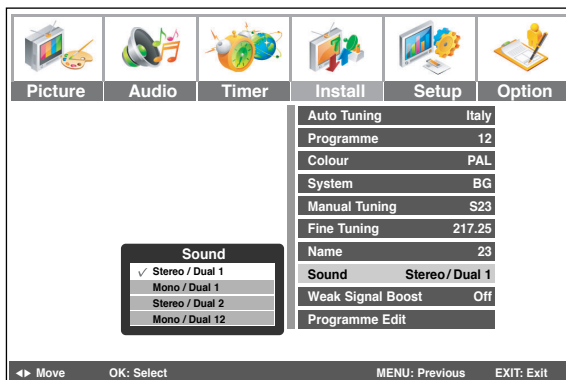 Picture Audio Timer Install Setup Option
Auto Tuning Italy
Programme 12
Colour PAL
System BG
Manual Tuning S23
Fine Tuning 217.25
Name 23
Sound Stereo / Dual 1
Weak Signal Boost Off
Programme Edit
Sound
✓ Stereo / Dual 1
Mono / Dual 1
Stereo / Dual 2
Mono / Dual 12
◄► Move OK: Select MENU: Previous EXIT: Exit